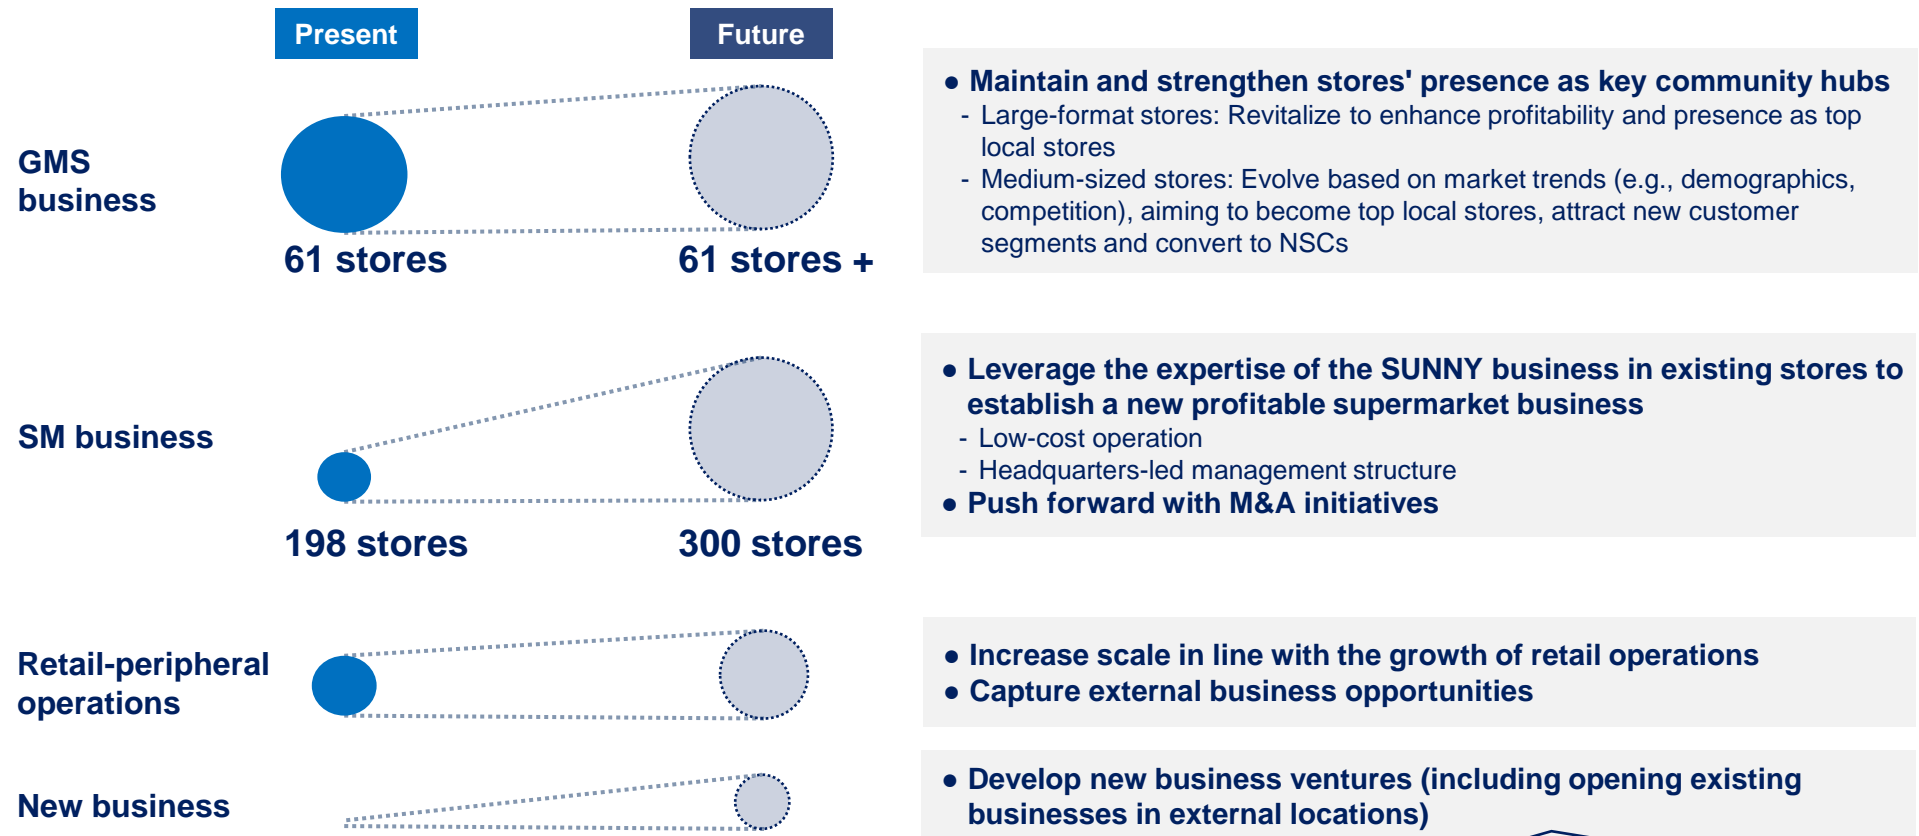 Present
Future
GMS
business
61 stores
61 stores +
● Maintain and strengthen stores' presence as key community hubs
- Large-format stores: Revitalize to enhance profitability and presence as top
local stores
- Medium-sized stores: Evolve based on market trends (e.g., demographics,
competition), aiming to become top local stores, attract new customer
segments and convert to NSCs
SM business
198 stores
300 stores
● Leverage the expertise of the SUNNY business in existing stores to
establish a new profitable supermarket business
- Low-cost operation
- Headquarters-led management structure
● Push forward with M&A initiatives
Retail-peripheral
operations
● Increase scale in line with the growth of retail operations
● Capture external business opportunities
New business
● Develop new business ventures (including opening existing
businesses in external locations)